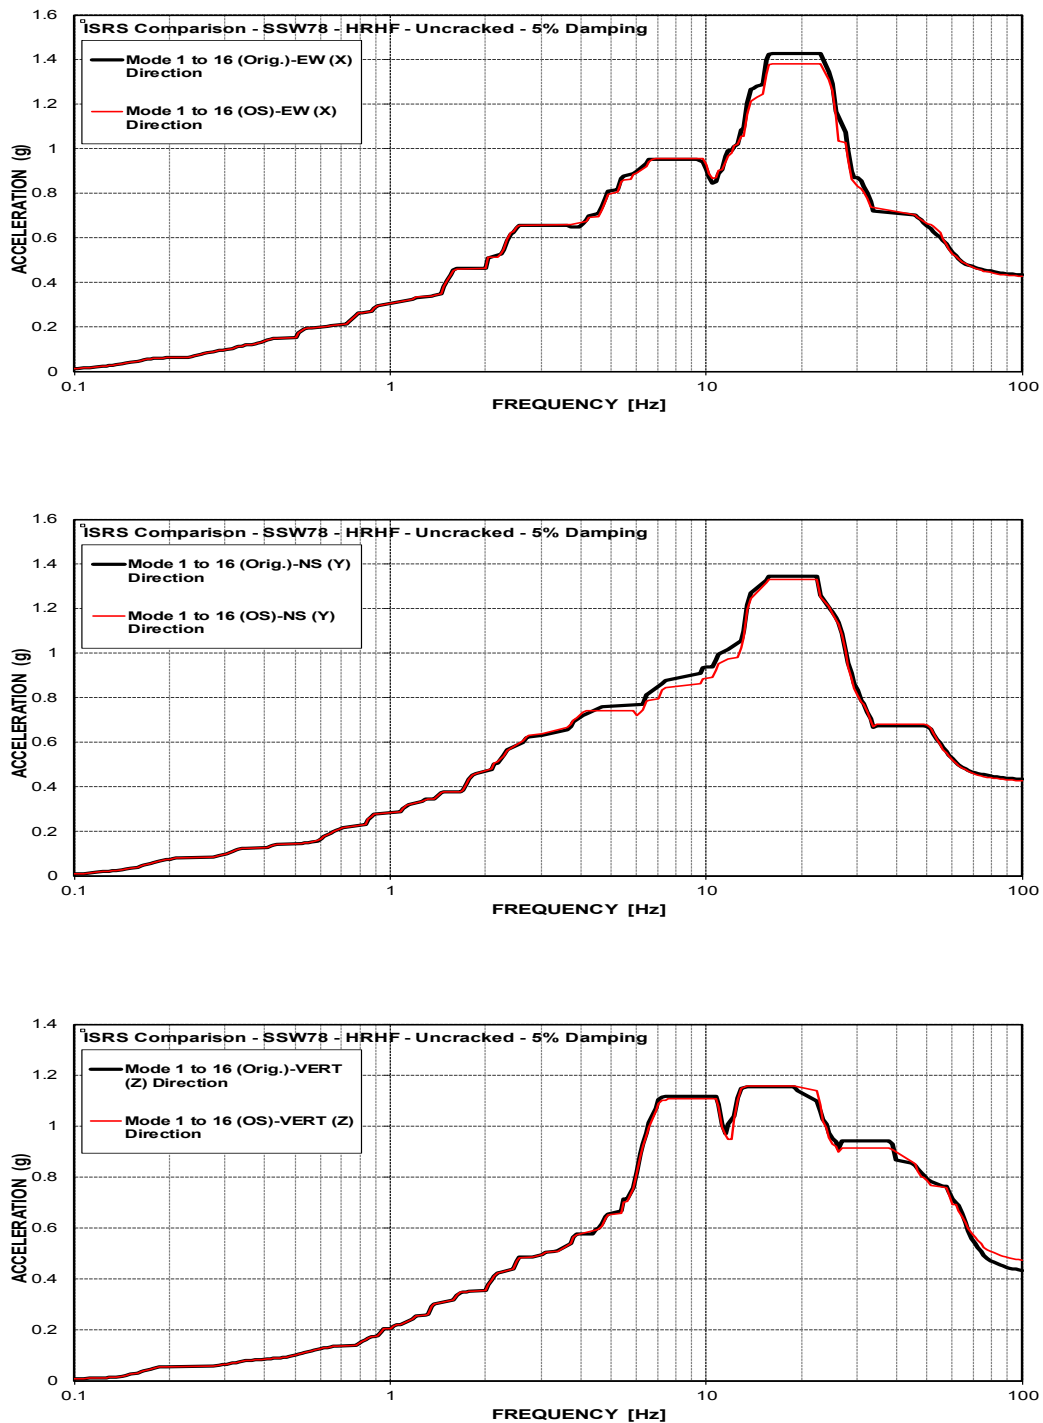 1.6
ISRS Comparison - SSW78 - HRHF - Uncracked - 5% Damping
Mode 1 to 16 (Orig.)-EW (X)
Direction
Mode 1 to 16 (OS)-EW (X)
Direction
1.4
1.2
1
0.8
0.6
0.4
0.2
0
ACCELERATION (g)
0.1 1 10 100
FREQUENCY [Hz]
1.6
ISRS Comparison - SSW78 - HRHF - Uncracked - 5% Damping
Mode 1 to 16 (Orig.)-NS (Y)
Direction
Mode 1 to 16 (OS)-NS (Y)
Direction
1.4
1.2
1
0.8
0.6
0.4
0.2
0
ACCELERATION (g)
0.1 1 10 100
FREQUENCY [Hz]
1.4
ISRS Comparison - SSW78 - HRHF - Uncracked - 5% Damping
Mode 1 to 16 (Orig.)-VERT
(Z) Direction
Mode 1 to 16 (OS)-VERT (Z)
Direction
1.2
1
0.8
0.6
0.4
0.2
0
ACCELERATION (g)
0.1 1 10 100
FREQUENCY [Hz]